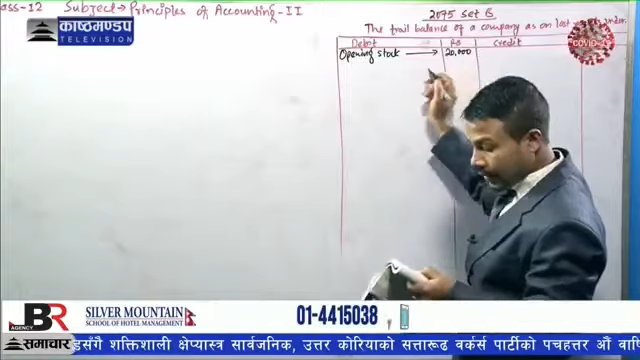 ass-12 Subject→Principles of Accounting-II
काष्ठमण्डप
TELEVISION
2075 Set B
The trail balance of a company as on last
COVID-19
Debit Rs Credit
Opening stock → 20,000
JBR
AGENCY
SILVER MOUNTAIN
SCHOOL OF HOTEL MANAGEMENT
01-4415038
समाचार
इसँगै शक्तिशाली क्षेप्यास्त्र सार्वजनिक, उत्तर कोरियाको सत्तारूढ वर्कर्स पार्टीको पचहत्तर औं